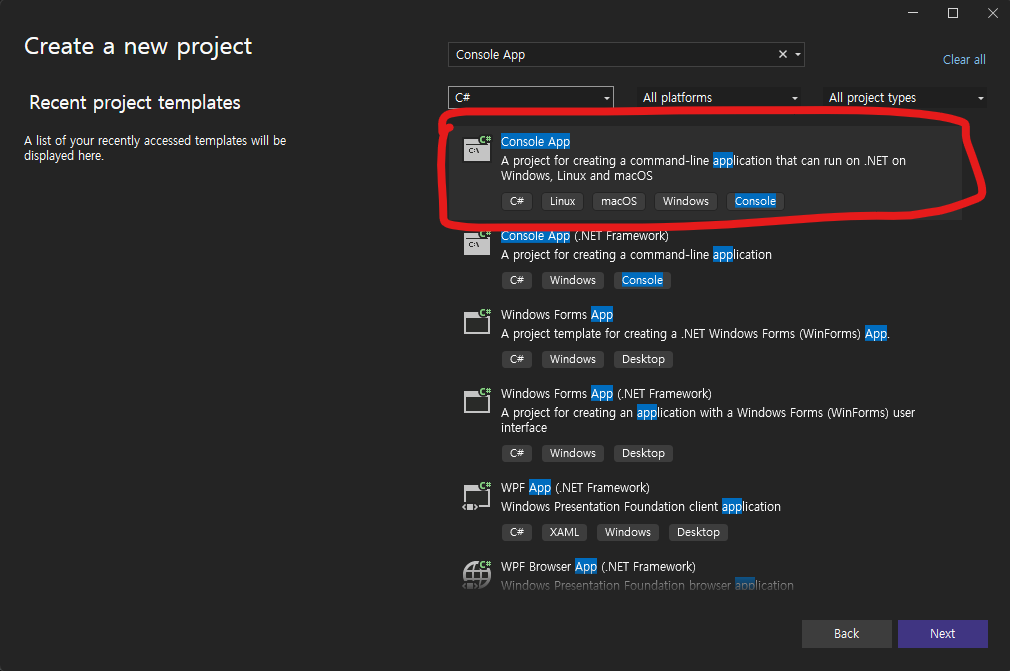 Create a new project
Recent project templates
A list of your recently accessed templates will be
displayed here.
Console App
Clear all
C#
All platforms
All project types
C#
C:\
Console App
A project for creating a command-line application that can run on .NET on
Windows, Linux and macOS
C# Linux macOS Windows Console
C#
C:\
Console App (.NET Framework)
A project for creating a command-line application
C# Windows Console
C#
Windows Forms App
A project template for creating a .NET Windows Forms (WinForms) App.
C# Windows Desktop
C#
Windows Forms App (.NET Framework)
A project for creating an application with a Windows Forms (WinForms) user
interface
C# Windows Desktop
C#
WPF App (.NET Framework)
Windows Presentation Foundation client application
C# XAML Windows Desktop
C#
WPF Browser App (.NET Framework)
Windows Presentation Foundation browser application
Back
Next